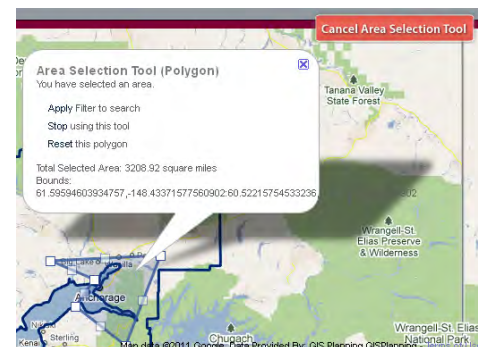 Cancel Area Selection Tool
Area Selection Tool (Polygon)
You have selected an area.
Apply Filter to search
Stop using this tool
Reset this polygon
Total Selected Area: 3208.92 square miles
Bounds:
61.59594603934757,-148.43371577560902:60.52215754533236,
Tanana Valley
State Forest
Wrangell-St.
Elias Preserve
& Wilderness
Anchorage
Sterling
Kenai
Chugach
Wrangell-St. Elias
National Park
Map data ©2011 Google, Data Provided By: GIS Planning GISPlanning